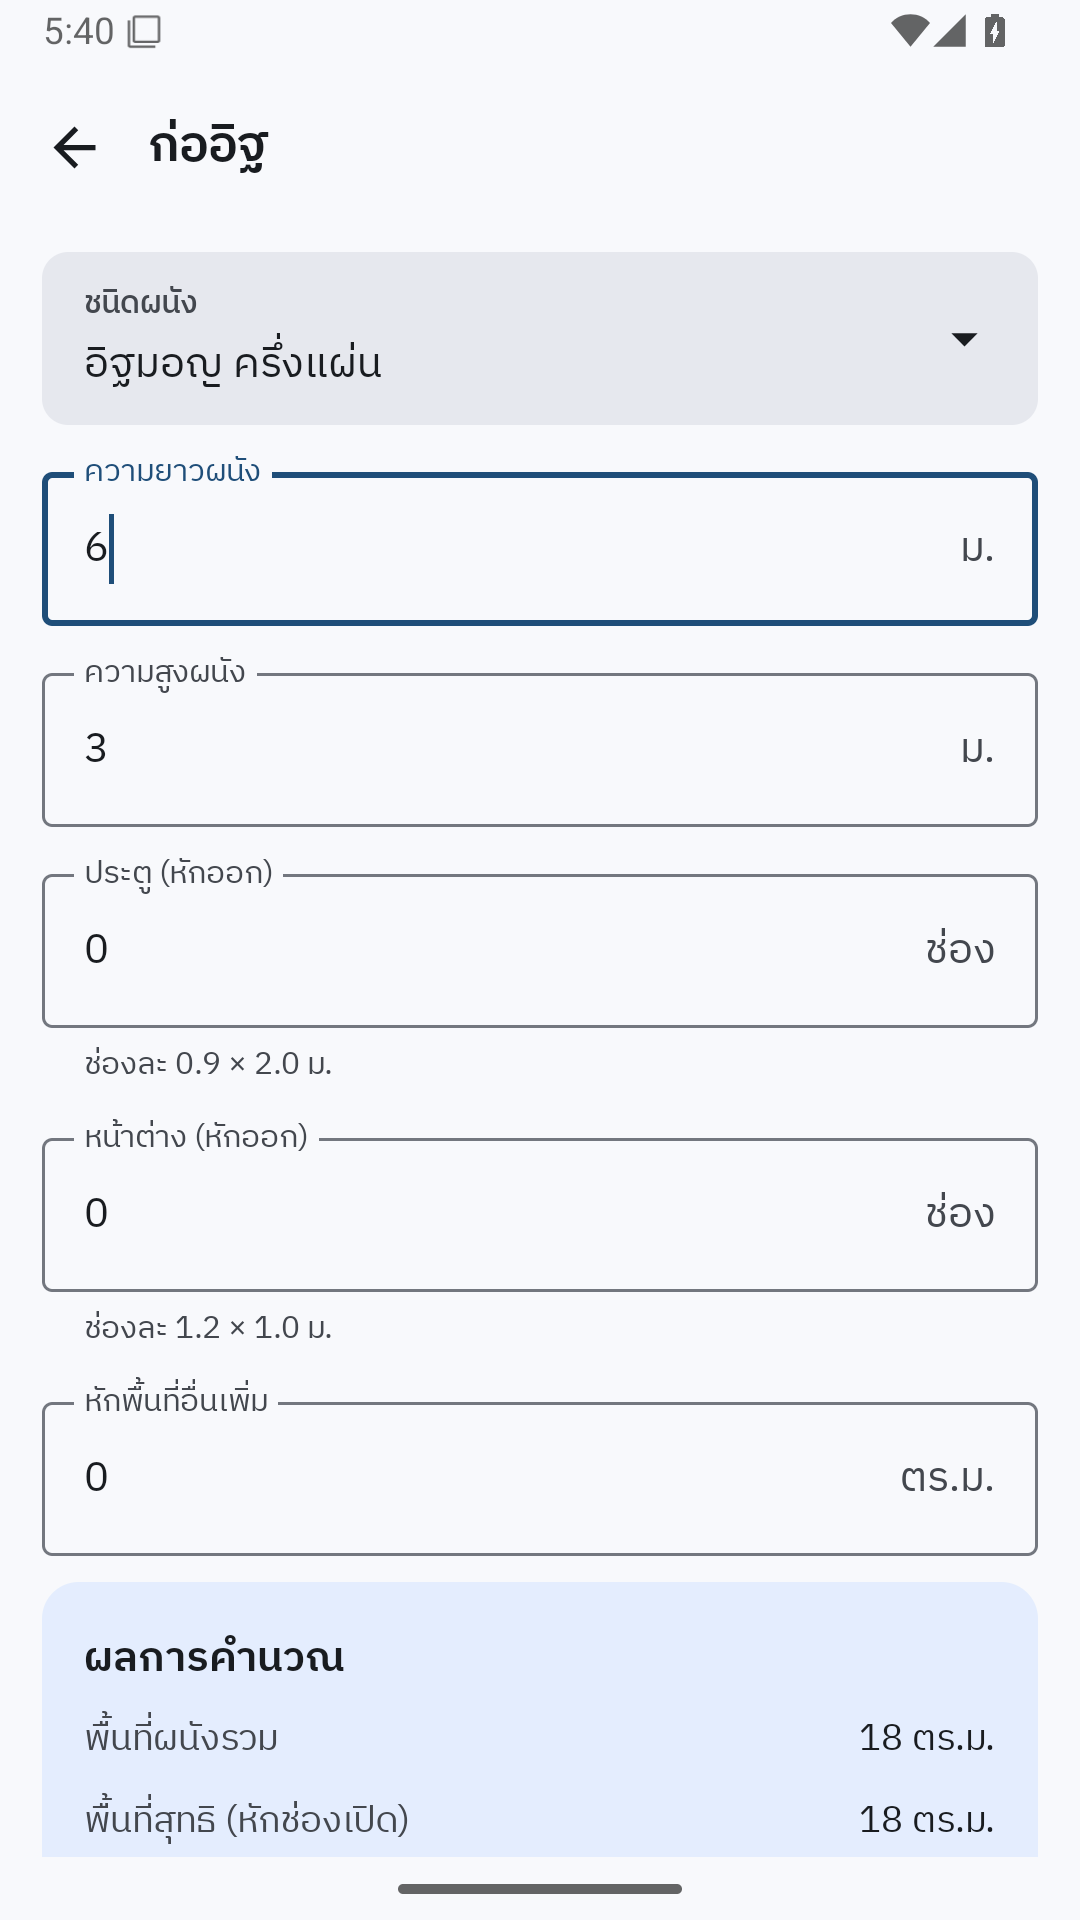 5:40
ก่ออิฐ
ชนิดผนัง
อิฐมอญ ครึ่งแผ่น
ความยาวผนัง
6 ม.
ความสูงผนัง
3 ม.
ประตู (หักออก)
0 ช่อง
ช่องละ 0.9 × 2.0 ม.
หน้าต่าง (หักออก)
0 ช่อง
ช่องละ 1.2 × 1.0 ม.
หักพื้นที่อื่นเพิ่ม
0 ตร.ม.
ผลการคำนวณ
พื้นที่ผนังรวม 18 ตร.ม.
พื้นที่สุทธิ (หักช่องเปิด) 18 ตร.ม.